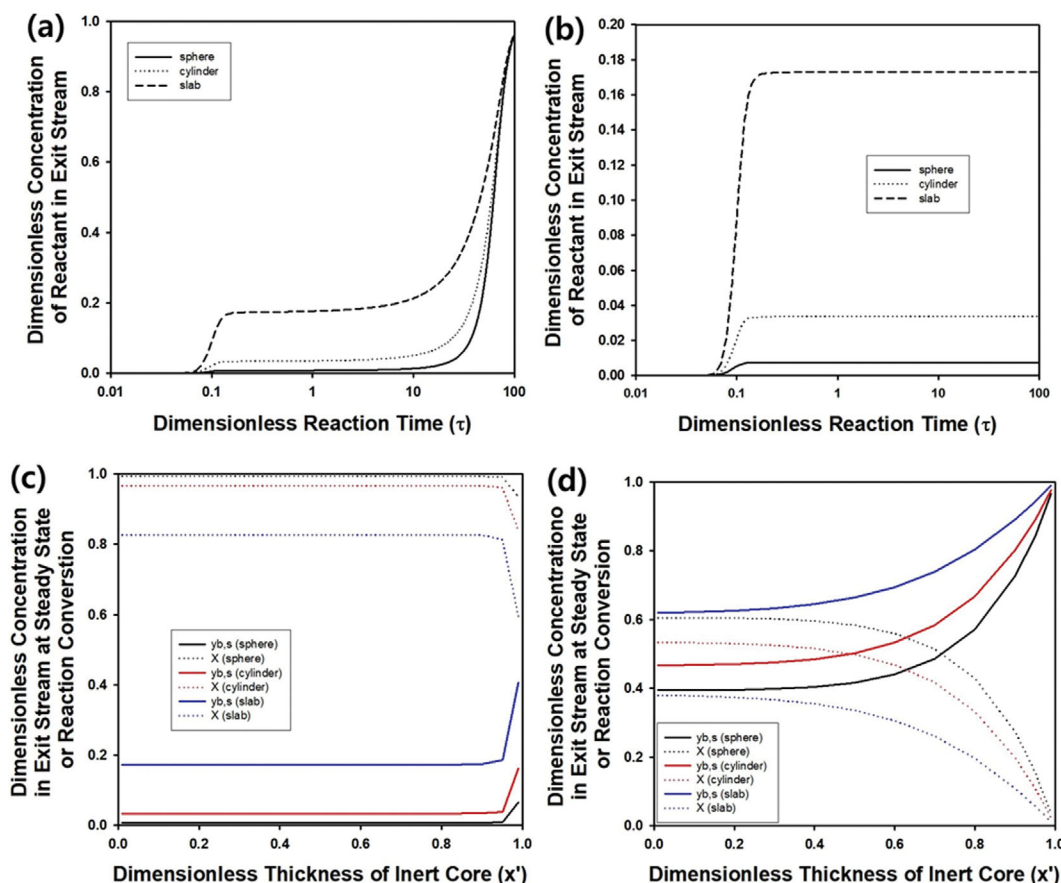 (a)
1.0
0.8
0.6
0.4
0.2
0.0
0.01
0.1
1
10
100
sphere
cylinder
slab
Dimensionless Concentration
of Reactant in Exit Stream
Dimensionless Reaction Time (τ)
(b)
0.20
0.18
0.16
0.14
0.12
0.10
0.08
0.06
0.04
0.02
0.00
0.01
0.1
1
10
100
sphere
cylinder
slab
Dimensionless Concentration
of Reactant in Exit Stream
Dimensionless Reaction Time (τ)
(c)
1.0
0.8
0.6
0.4
0.2
0.0
0.0
0.2
0.4
0.6
0.8
1.0
yb,s (sphere)
X (sphere)
yb,s (cylinder)
X (cylinder)
yb,s (slab)
X (slab)
Dimensionless Concentration
in Exit Stream at Steady State
or Reaction Converstion
Dimensionless Thickness of Inert Core (x')
(d)
1.0
0.8
0.6
0.4
0.2
0.0
0.0
0.2
0.4
0.6
0.8
1.0
yb,s (sphere)
X (sphere)
yb,s (cylinder)
X (cylinder)
yb,s (slab)
X (slab)
Dimensionless Concentrationo
in Exit Stream at Steady State
or Reaction Conversion
Dimensionless Thickness of Inert Core (x')